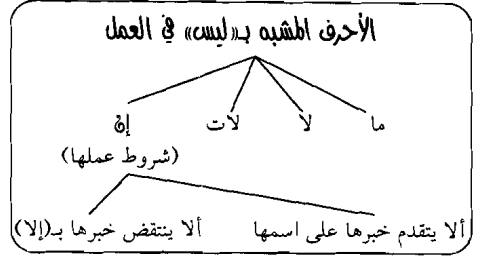 الأحرف المشبه بـ«ليس» في العمل
ما لا لات إن
(شروط عملها)
ألا يتقدم خبرها على اسمها ألا ينتقض خبرها بـ(إلا)